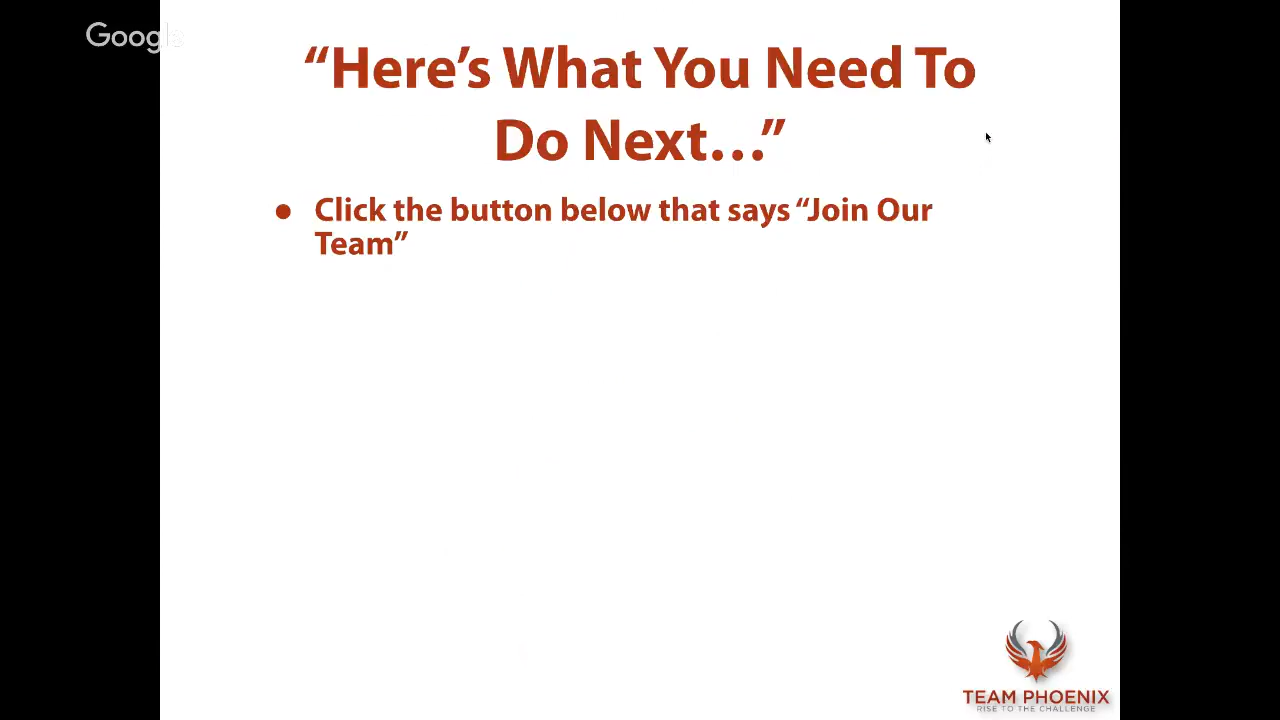 Google
“Here’s What You Need To
Do Next…”
● Click the button below that says “Join Our
Team”
TEAM PHOENIX
RISE TO THE CHALLENGE